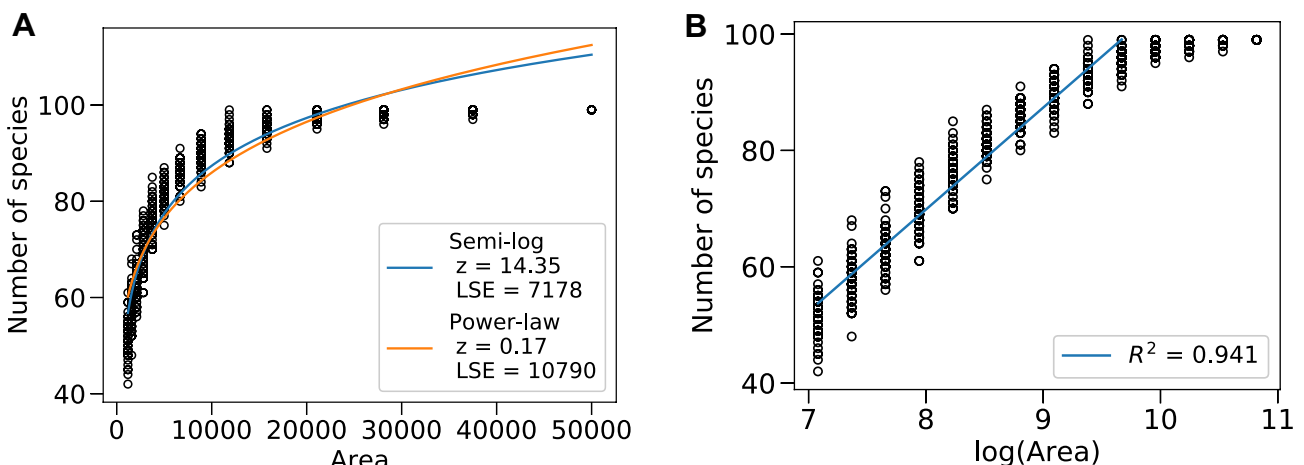 A
Number of species
100
80
60
40
0
10000
20000
30000
40000
50000
Area
Semi-log
z = 14.35
LSE = 7178
Power-law
z = 0.17
LSE = 10790
B
Number of species
100
80
60
40
7
8
9
10
11
log(Area)
R² = 0.941